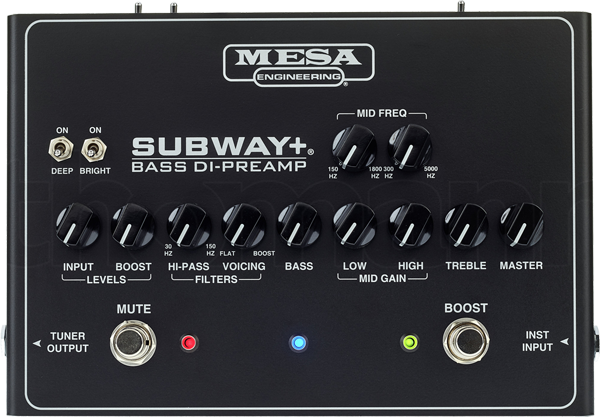 MESA
ENGINEERING®
MID FREQ
ON ON
SUBWAY+®
BASS DI-PREAMP
DEEP BRIGHT
150 HZ 1800 HZ 300 HZ 5000 HZ
30 HZ 150 HZ FLAT BOOST
INPUT BOOST HI-PASS VOICING BASS LOW HIGH TREBLE MASTER
LEVELS FILTERS MID GAIN
MUTE BOOST
TUNER OUTPUT
INST INPUT
thomann